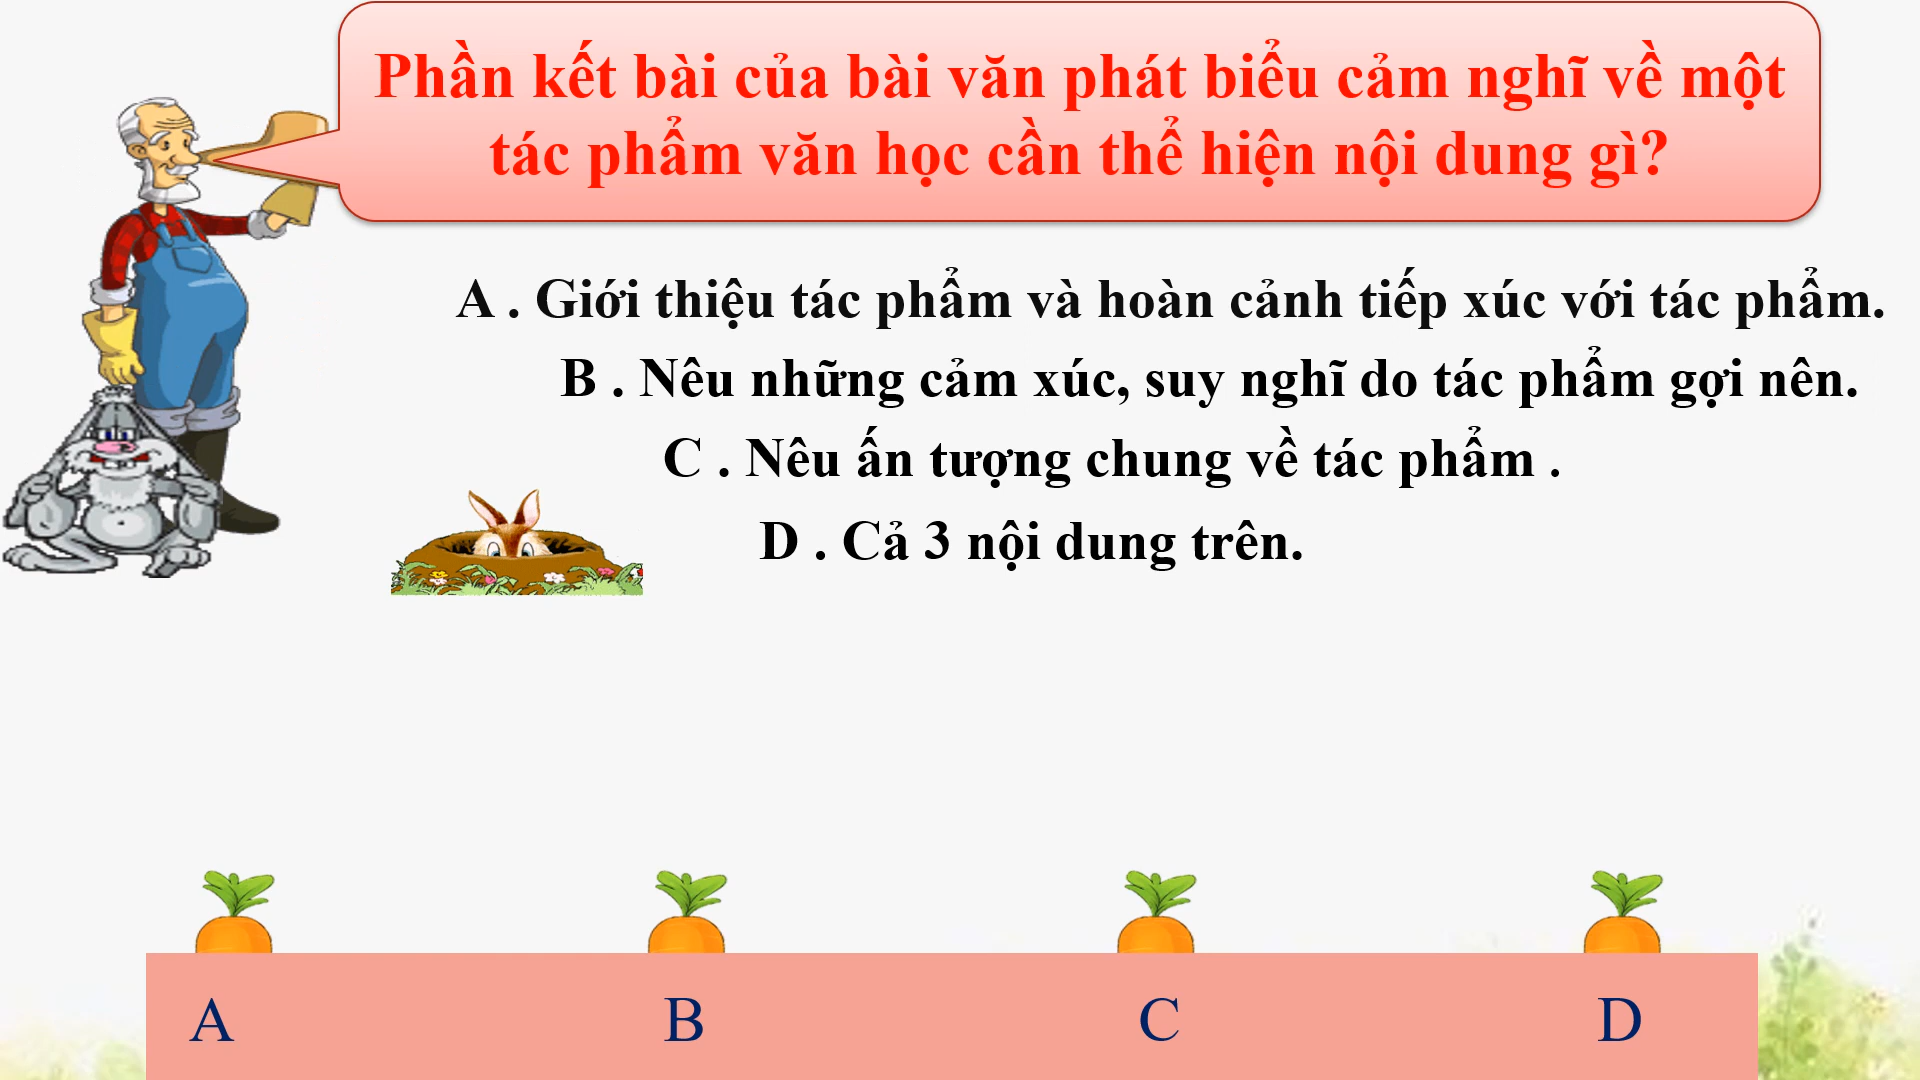 Phần kết bài của bài văn phát biểu cảm nghĩ về một
tác phẩm văn học cần thể hiện nội dung gì?
A . Giới thiệu tác phẩm và hoàn cảnh tiếp xúc với tác phẩm.
B . Nêu những cảm xúc, suy nghĩ do tác phẩm gợi nên.
C . Nêu ấn tượng chung về tác phẩm .
D . Cả 3 nội dung trên.
A B C D